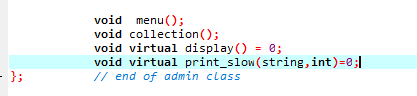 void menu();
void collection();
void virtual display() = 0;
void virtual print_slow(string,int)=0;
}; // end of admin class